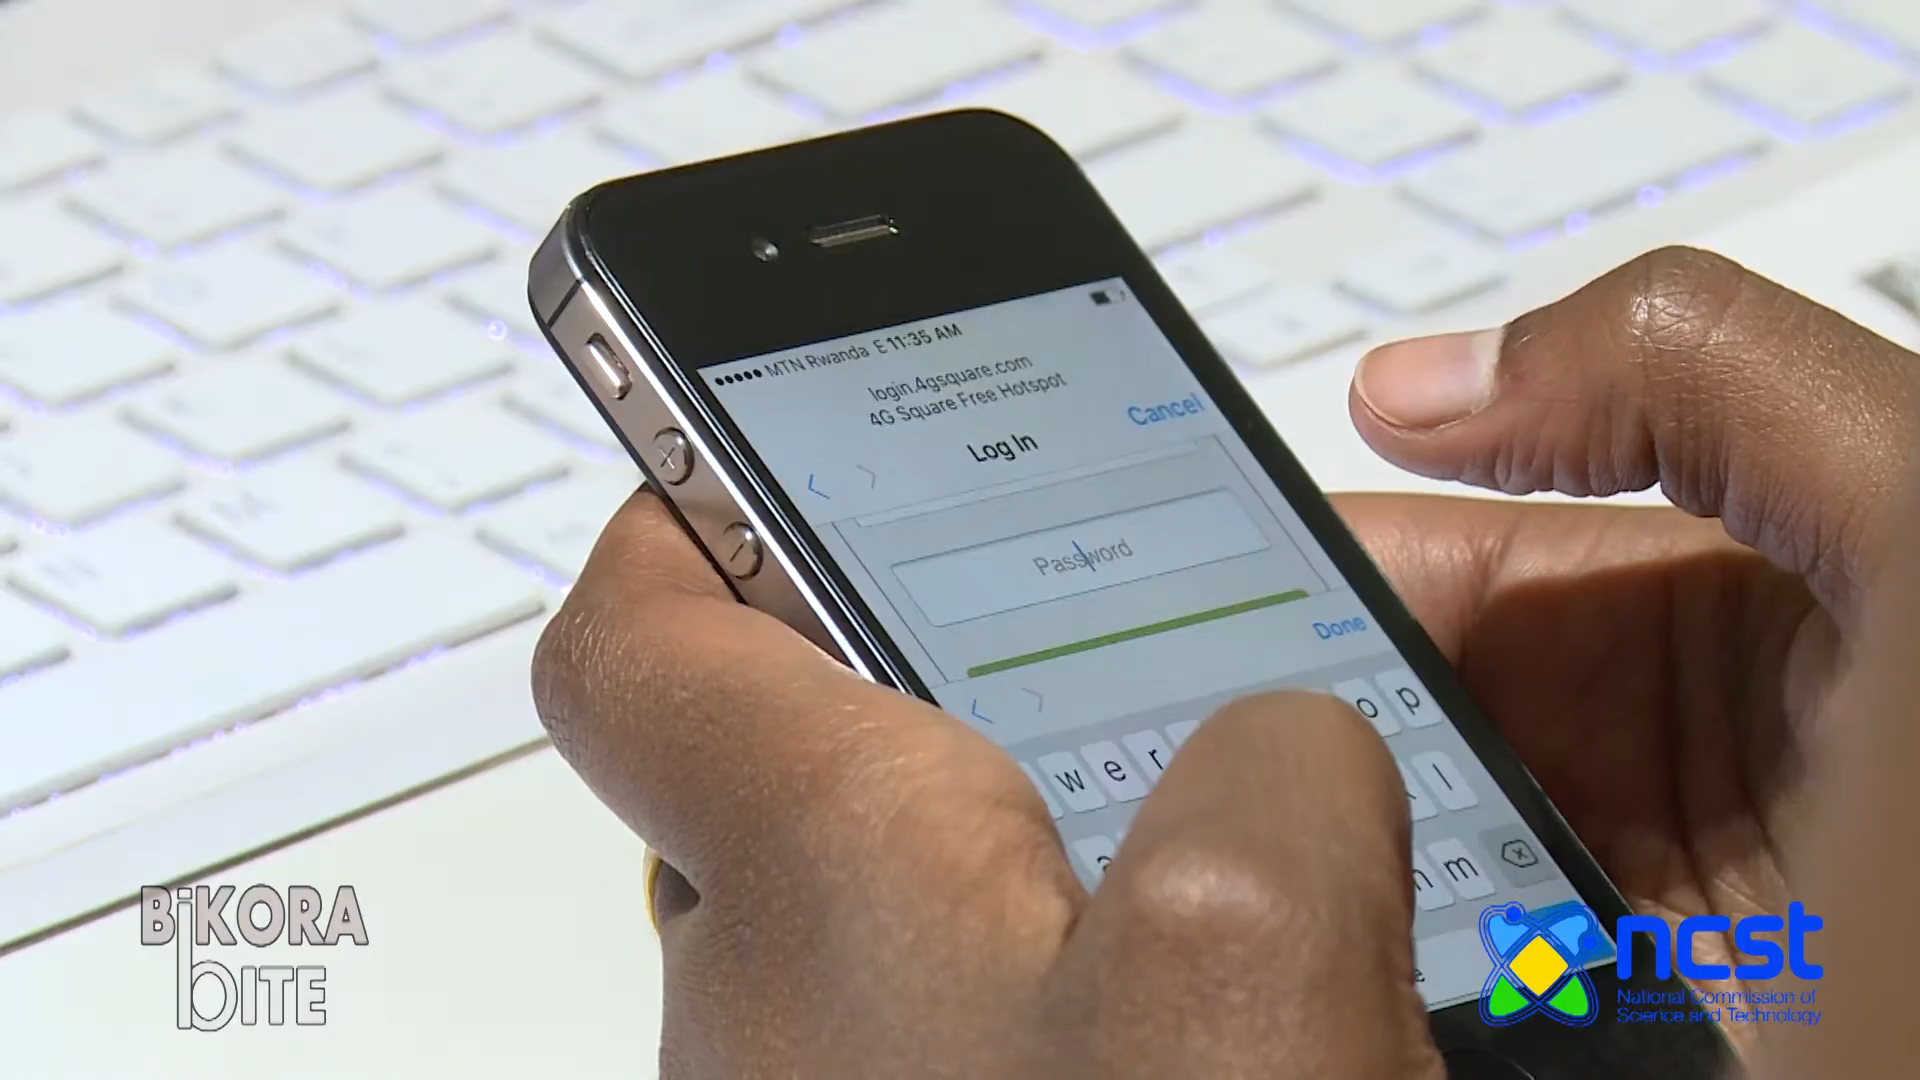 ●●●●● MTN Rwanda E 11:35 AM
login.4gsquare.com
4G Square Free Hotspot
Cancel
Log In
Password
Done
w e r o p
l
n m
BiKORA
bITE
ncst
National Commission of
Science and Technology